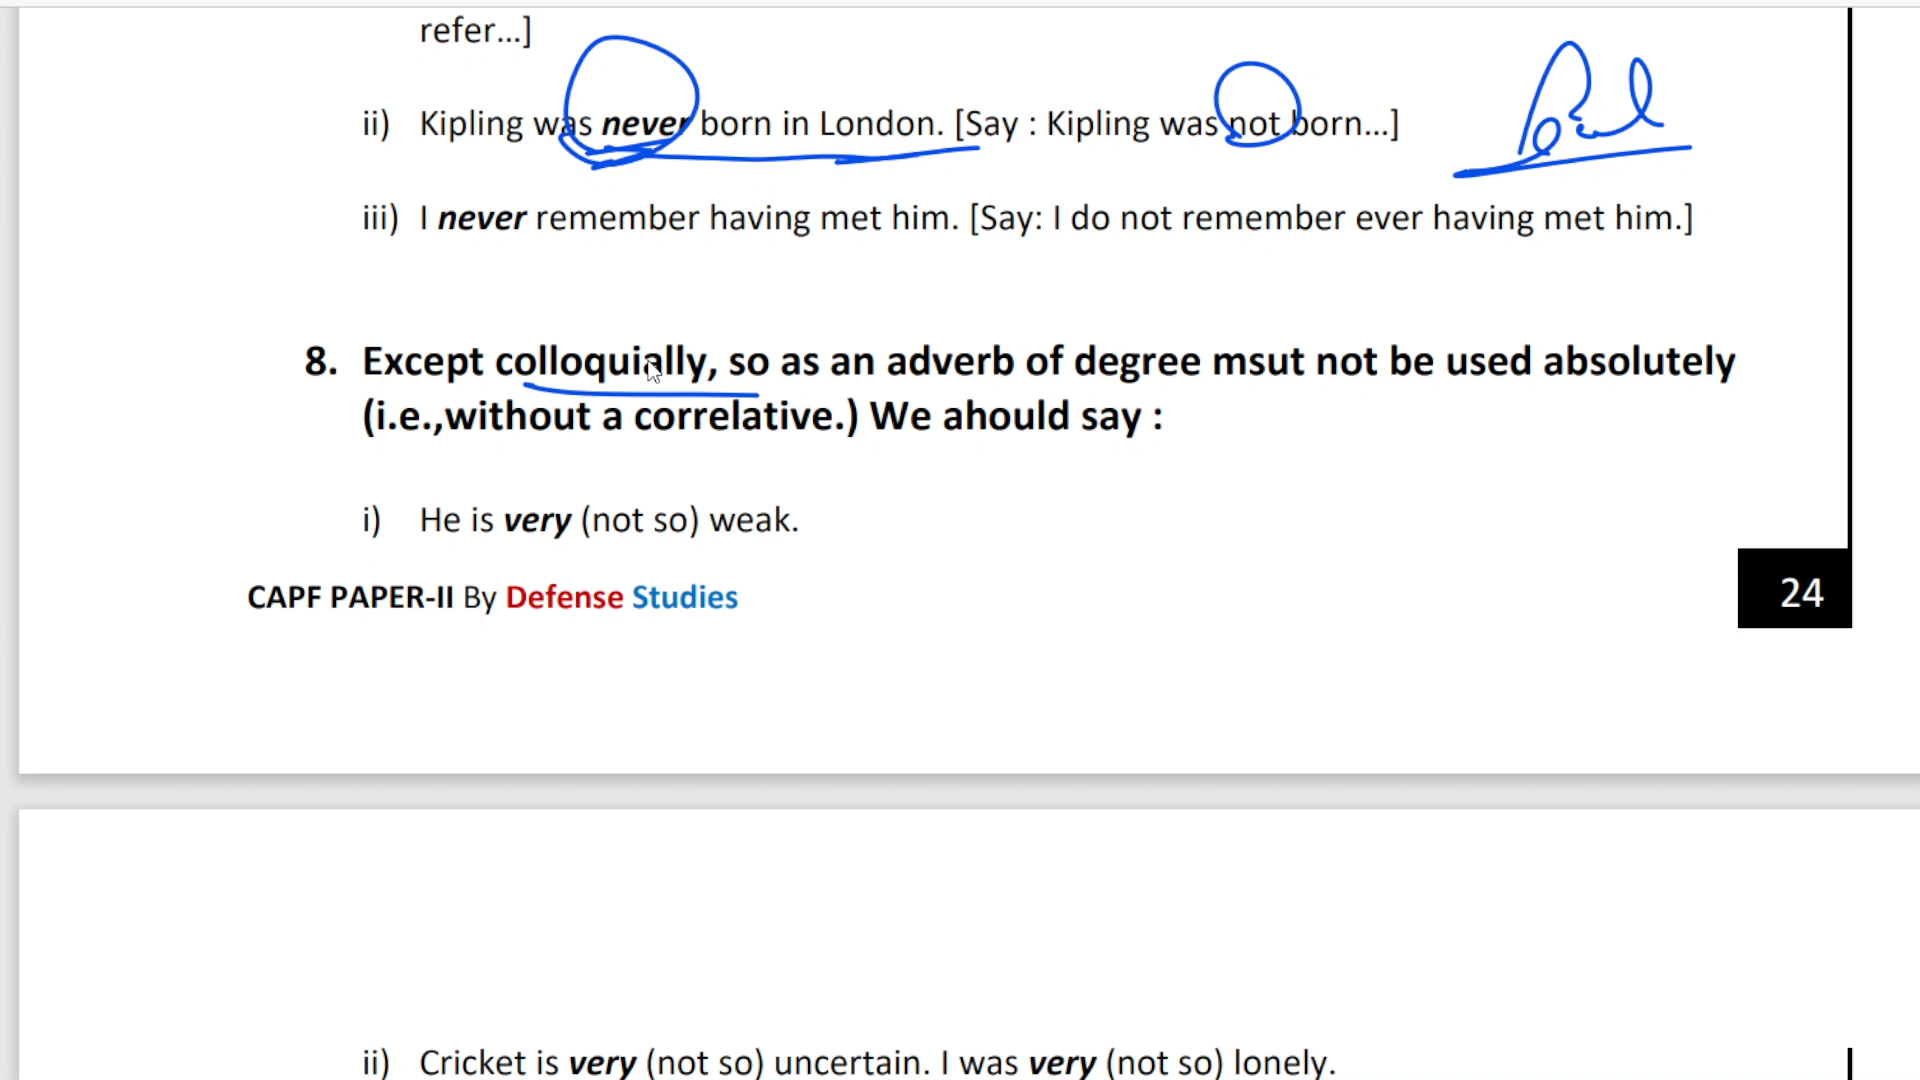 refer...]
ii) Kipling was never born in London. [Say : Kipling was not born...]
iii) I never remember having met him. [Say: I do not remember ever having met him.]
8. Except colloquially, so as an adverb of degree msut not be used absolutely
(i.e.,without a correlative.) We ahould say :
i) He is very (not so) weak.
CAPF PAPER-II By Defense Studies
24
ii) Cricket is very (not so) uncertain. I was very (not so) lonely.